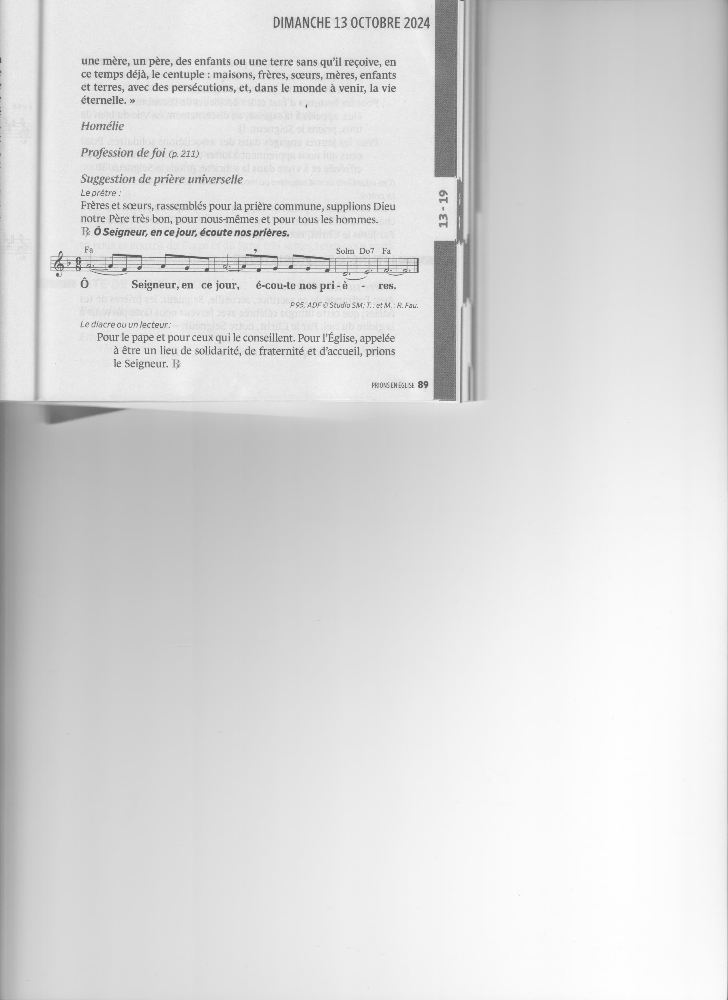 DIMANCHE 13 OCTOBRE 2024
une mère, un père, des enfants ou une terre sans qu'il reçoive, en
ce temps déjà, le centuple : maisons, frères, sœurs, mères, enfants
et terres, avec des persécutions, et, dans le monde à venir, la vie
éternelle. »
Homélie
Profession de foi (p. 211)
Suggestion de prière universelle
Le prêtre :
Frères et sœurs, rassemblés pour la prière commune, supplions Dieu
notre Père très bon, pour nous-mêmes et pour tous les hommes.
℟ Ô Seigneur, en ce jour, écoute nos prières.
Fa Solm Do7 Fa
6
8
Ô Seigneur, en ce jour, é-cou-te nos pri-è - res.
P 95, ADF © Studio SM; T. : et M. : R. Fau.
Le diacre ou un lecteur :
Pour le pape et pour ceux qui le conseillent. Pour l'Église, appelée
à être un lieu de solidarité, de fraternité et d'accueil, prions
le Seigneur. ℟
PRIONS EN ÉGLISE 89
13 - 19